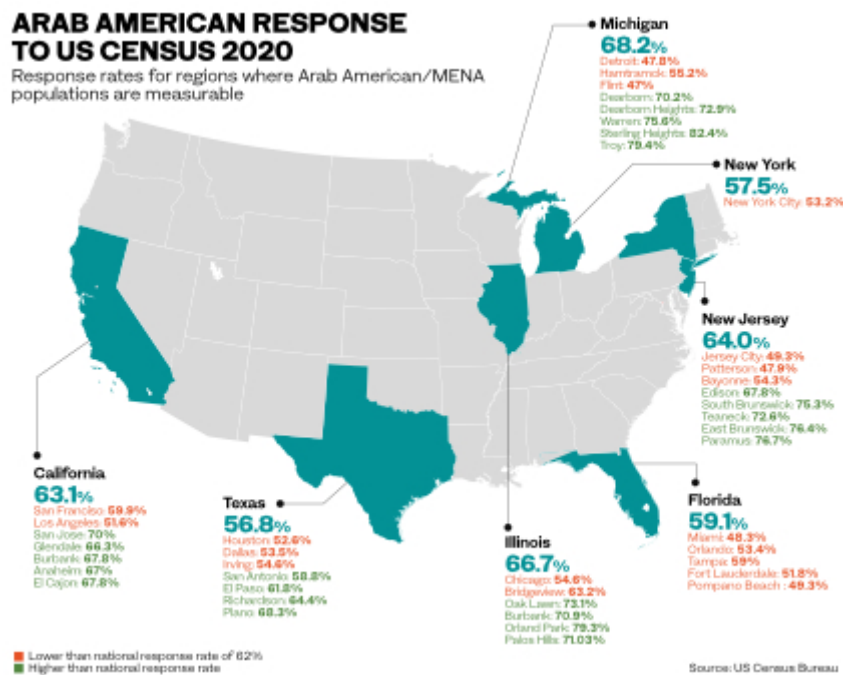 ARAB AMERICAN RESPONSE
TO US CENSUS 2020
Response rates for regions where Arab American/MENA
populations are measurable
Michigan
68.2%
Detroit: 47.8%
Hamtramck: 55.2%
Flint: 47%
Dearborn: 70.2%
Dearborn Heights: 72.9%
Warren: 75.6%
Sterling Heights: 82.4%
Troy: 79.4%
New York
57.5%
New York City: 53.2%
New Jersey
64.0%
Jersey City: 49.3%
Patterson: 47.9%
Bayonne: 54.3%
Edison: 67.8%
South Brunswick: 75.3%
Teaneck: 72.6%
East Brunswick: 76.4%
Paramus: 76.7%
California
63.1%
San Franciso: 59.9%
Los Angeles: 51.6%
San Jose: 70%
Glendale: 66.3%
Burbank: 67.8%
Anaheim: 67%
El Cajon: 67.8%
Texas
56.8%
Houston: 52.6%
Dallas: 53.5%
Irving: 54.6%
San Antonio: 58.8%
El Paso: 61.8%
Richardson: 64.4%
Plano: 68.3%
Illinois
66.7%
Chicago: 54.6%
Bridgeview: 63.2%
Oak Lawn: 73.1%
Burbank: 70.9%
Orland Park: 79.3%
Palos Hills: 71.03%
Florida
59.1%
Miami: 48.3%
Orlando: 53.4%
Tampa: 59%
Fort Lauderdale: 51.8%
Pompano Beach : 49.3%
Lower than national response rate of 62%
Higher than national response rate
Source: US Census Bureau